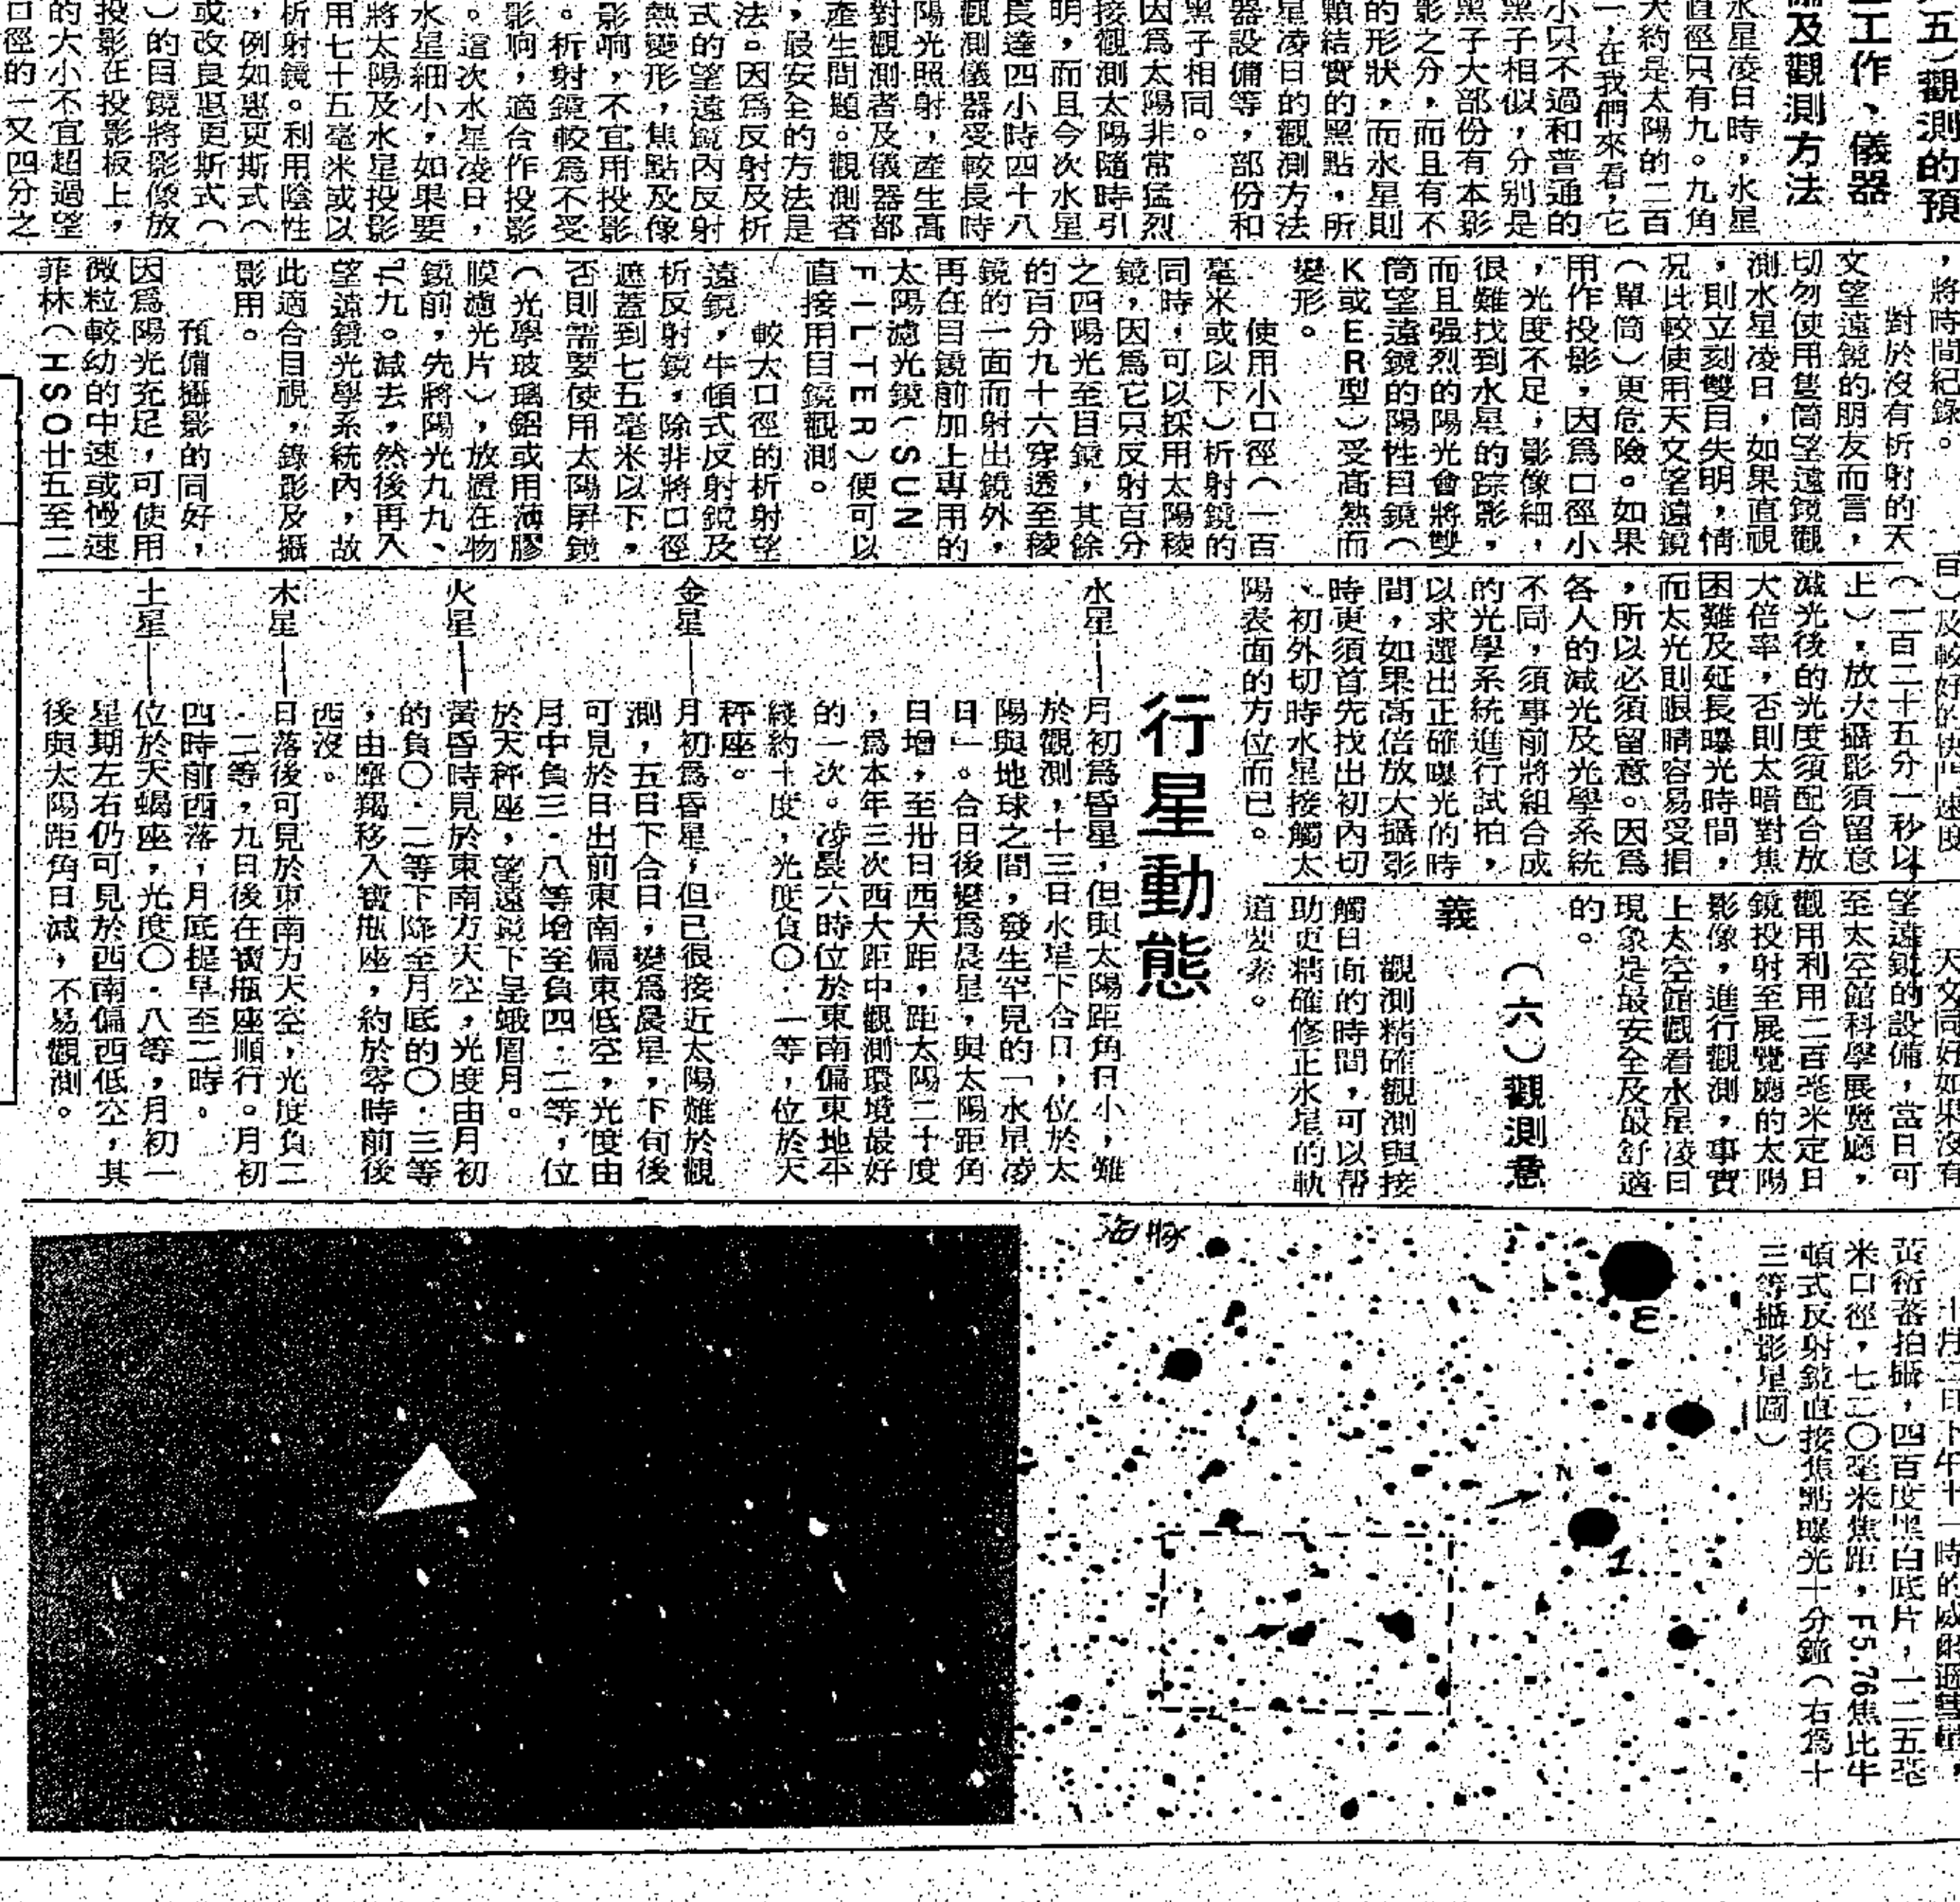 五）觀測的預
工作、儀器
及觀測方法
水星凌日時，水星
直徑只有九。九角
大約是太陽的二百
一，在我們來看，它
小只不過和普通的
黑子相似，分別是
黑子大部份有本影
影之分，而且有不
的形狀，而水星則
顆結實的黑點，所
星凌日的觀測方法
器設備等，部份和
黑子相同。
因爲太陽非常猛烈
接觀測太陽隨時引
明，而且今次水星
長達四小時四十八
觀測儀器受較長時
陽光照射，產生高
對觀測者及儀器都
產生問題。觀測者
，最安全的方法是
法。因爲反射及析
式的望遠鏡內反射
熱變形，焦點及像
影响，不宜用投影
。析射鏡較爲不受
影响，適合作投影
。這次水星凌日，
水星細小，如果要
將太陽及水星投影
用七十五毫米或以
析射鏡。利用陰性
，例如惠更斯式（
或改良惠更斯式（
）的目鏡將影像放
投影在投影板上，
的大小不宜超過望
口徑的一又四分之
，將時間紀錄。
對於沒有析射的天
文望遠鏡的朋友而言，
切勿使用隻筒望遠鏡觀
測水星凌日，如果直視
，則立刻雙目失明，情
況比較使用天文望遠鏡
（單筒）更危險。如果
用作投影，因爲口徑小
，光度不足，影像細，
很難找到水星的踪影，
而且强烈的陽光會將雙
筒望遠鏡的陽性目鏡（
K或ER型）受高熱而
變形。
使用小口徑（一百
毫米或以下）析射鏡的
同時，可以採用太陽稜
鏡，因爲它只反射百分
之四陽光至目鏡，其餘
的百分九十六穿透至稜
鏡的一面而射出鏡外，
再在目鏡前加上専用的
太陽濾光鏡（SUN
FILTER）便可以
直接用目鏡觀測。
較大口徑的析射望
遠鏡，牛頓式反射鏡及
析反射鏡，除非將口徑
遮蓋到七五毫米以下，
否則需要使用太陽屏鏡
（光學玻璃鋁或用薄膠
膜濾光片），放置在物
鏡前，先將陽光九九、
九九。減去，然後再入
望遠鏡光學系統內，故
此適合目視，錄影及攝
影用。
預備攝影的同好，
因爲陽光充足，可使用
微粒較幼的中速或慢速
菲林（HSO廿五至二
百）及較好的快門速度
（一百二十五分一秒以
上），放大攝影須留意
減光後的光度須配合放
大倍率，否則太暗對焦
困難及延長曝光時間，
而太光則眼睛容易受損
，所以必須留意。因爲
各人的減光及光學系統
不同，須事前將組合成
的光學系統進行試拍，
以求選出正確曝光的時
間，如果高倍放大攝影
時更須首先找出初內切
、初外切時水星接觸太
陽表面的方位而已。
天文同好如果沒有
望遠鏡的設備，當日可
至太空館科學展覽廳，
觀用利用二百毫米定日
鏡投射至展覽廳的太陽
影像，進行觀測，事實
上太空館觀看水星凌日
現象是最安全及最舒適
的。
（六）觀測意
義
觀測精確觀測與接
觸日面的時間，可以幫
助更精確修正水星的軌
道要素。
行星動態
水星——月初爲昏星，但與太陽距角日小，難
於觀測，十三日水星下合日，位於太
陽與地球之間，發生罕見的「水星凌
日」。合日後變爲晨星，與太陽距角
日增，至卅日西大距，距太陽二十度
，爲本年三次西大距中觀測環境最好
的一次。凌晨六時位於東南偏東地平
綫約十度，光度負〇．一等，位於天
秤座。
金星——月初爲昏星，但已很接近太陽難於觀
測，五日下合日，變爲晨星，下旬後
可見於日出前東南偏東低空，光度由
月中負三．八等增至負四．二等，位
於天秤座，望遠鏡下呈蛾眉月。
火星——黃昏時見於東南方天空，光度由月初
的負〇．二等下降至月底的〇．三等
，由摩羯移入寶瓶座，約於零時前後
西沒。
木星——日落後可見於東南方天空，光度負二
．二等，九日後在寶瓶座順行。月初
四時前西落，月底提早至二時。
土星——位於天蝎座，光度〇．八等，月初一
星期左右仍可見於西南偏西低空，其
後與太陽距角日減，不易觀測。
十月二日下午十一時的威爾遜彗星，
黃衍蕃拍攝，四百度黑白底片，一二五毫
米口徑，七二〇毫米焦距，F5.76焦比牛
頓式反射鏡直接焦點曝光十分鐘（右爲十
三等攝影星圖）
海豚
E
N
1